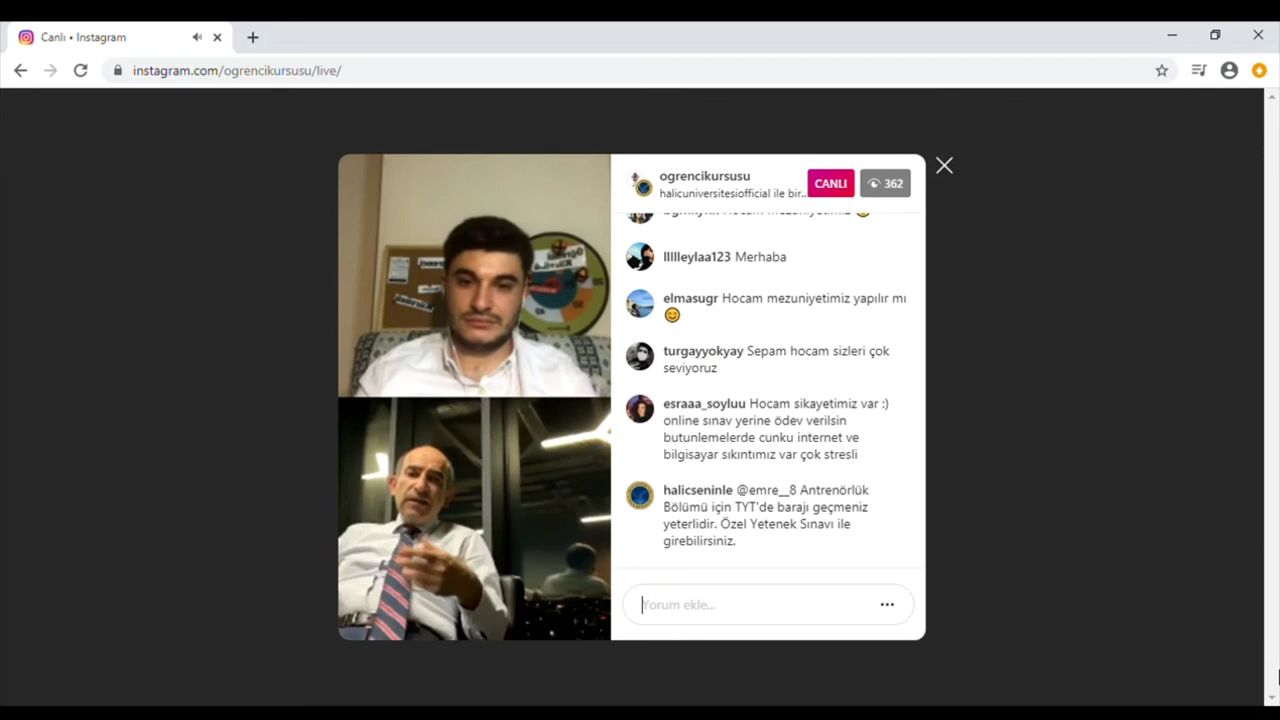 Canlı • Instagram
instagram.com/ogrencikursusu/live/
ogrencikursusu
halicuniversitesiofficial ile bir...
CANLI
362
Hocam mezuniyetimiz
llllleylaa123 Merhaba
elmasugr Hocam mezuniyetimiz yapılır mı
turgayyokyay Sepam hocam sizleri çok
seviyoruz
esraaa_soyluu Hocam sikayetimiz var :)
online sınav yerine ödev verilsin
butunlemelerde cunku internet ve
bilgisayar sıkıntımız var çok stresli
halicseninle @emre__8 Antrenörlük
Bölümü için TYT'de barajı geçmeniz
yeterlidir. Özel Yetenek Sınavı ile
girebilirsiniz.
Yorum ekle...